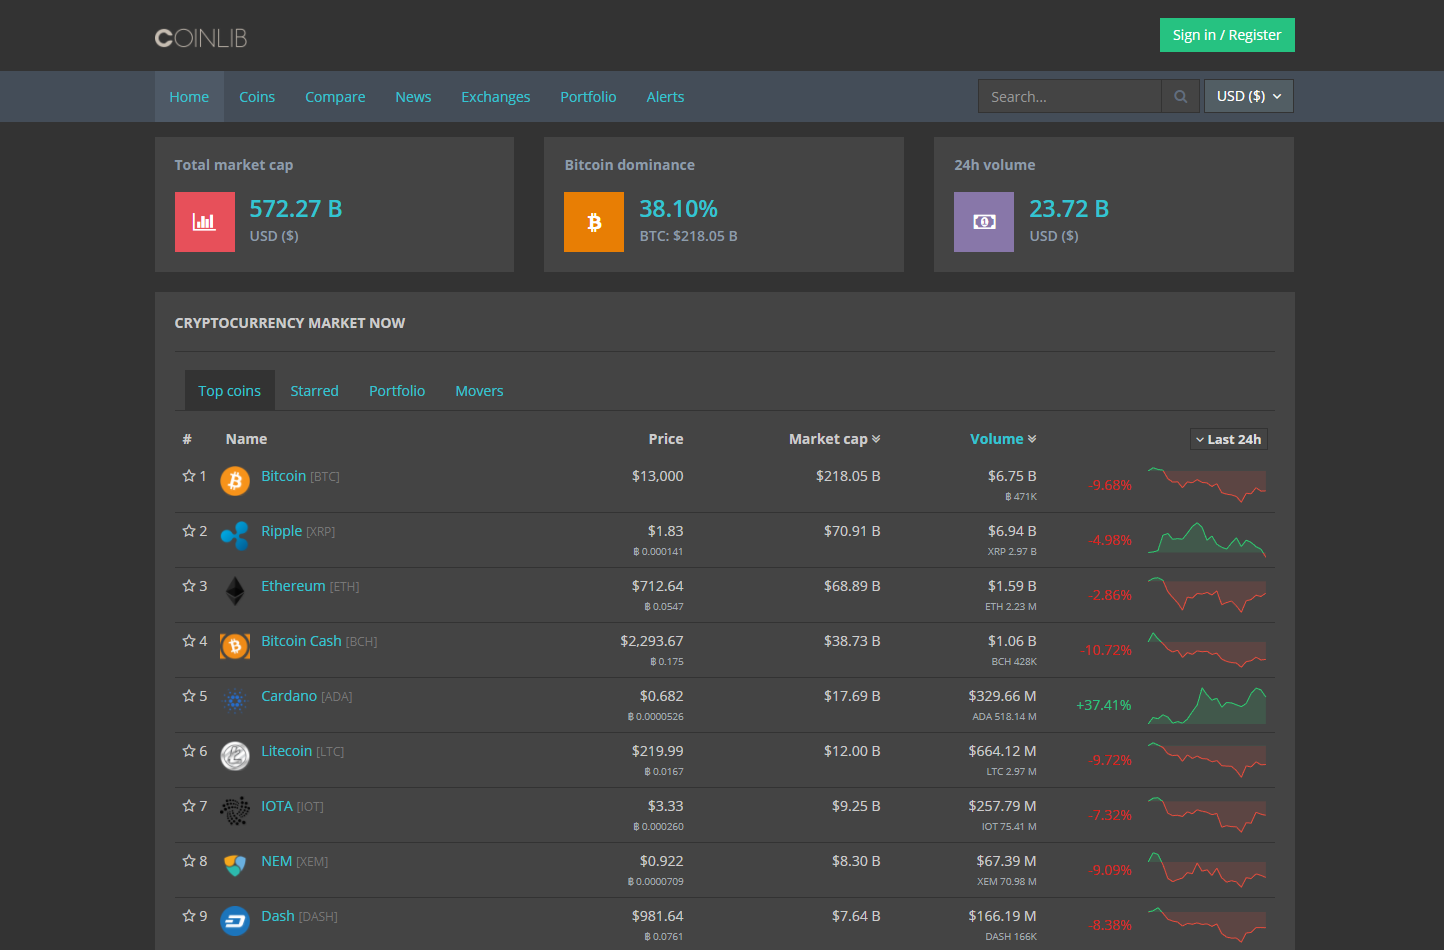 COINLIB
Sign in / Register
Home Coins Compare News Exchanges Portfolio Alerts
Search...
USD ($)
Total market cap
572.27 B
USD ($)
Bitcoin dominance
38.10%
BTC: $218.05 B
24h volume
23.72 B
USD ($)
CRYPTOCURRENCY MARKET NOW
Top coins Starred Portfolio Movers
# Name Price Market cap Volume Last 24h
1 Bitcoin [BTC] $13,000 $218.05 B $6.75 B -9.68%
฿ 471K
2 Ripple [XRP] $1.83 $70.91 B $6.94 B -4.98%
฿ 0.000141 XRP 2.97 B
3 Ethereum [ETH] $712.64 $68.89 B $1.59 B -2.86%
฿ 0.0547 ETH 2.23 M
4 Bitcoin Cash [BCH] $2,293.67 $38.73 B $1.06 B -10.72%
฿ 0.175 BCH 428K
5 Cardano [ADA] $0.682 $17.69 B $329.66 M +37.41%
฿ 0.0000526 ADA 518.14 M
6 Litecoin [LTC] $219.99 $12.00 B $664.12 M -9.72%
฿ 0.0167 LTC 2.97 M
7 IOTA [IOT] $3.33 $9.25 B $257.79 M -7.32%
฿ 0.000260 IOT 75.41 M
8 NEM [XEM] $0.922 $8.30 B $67.39 M -9.09%
฿ 0.0000709 XEM 70.98 M
9 Dash [DASH] $981.64 $7.64 B $166.19 M -8.38%
฿ 0.0761 DASH 166K